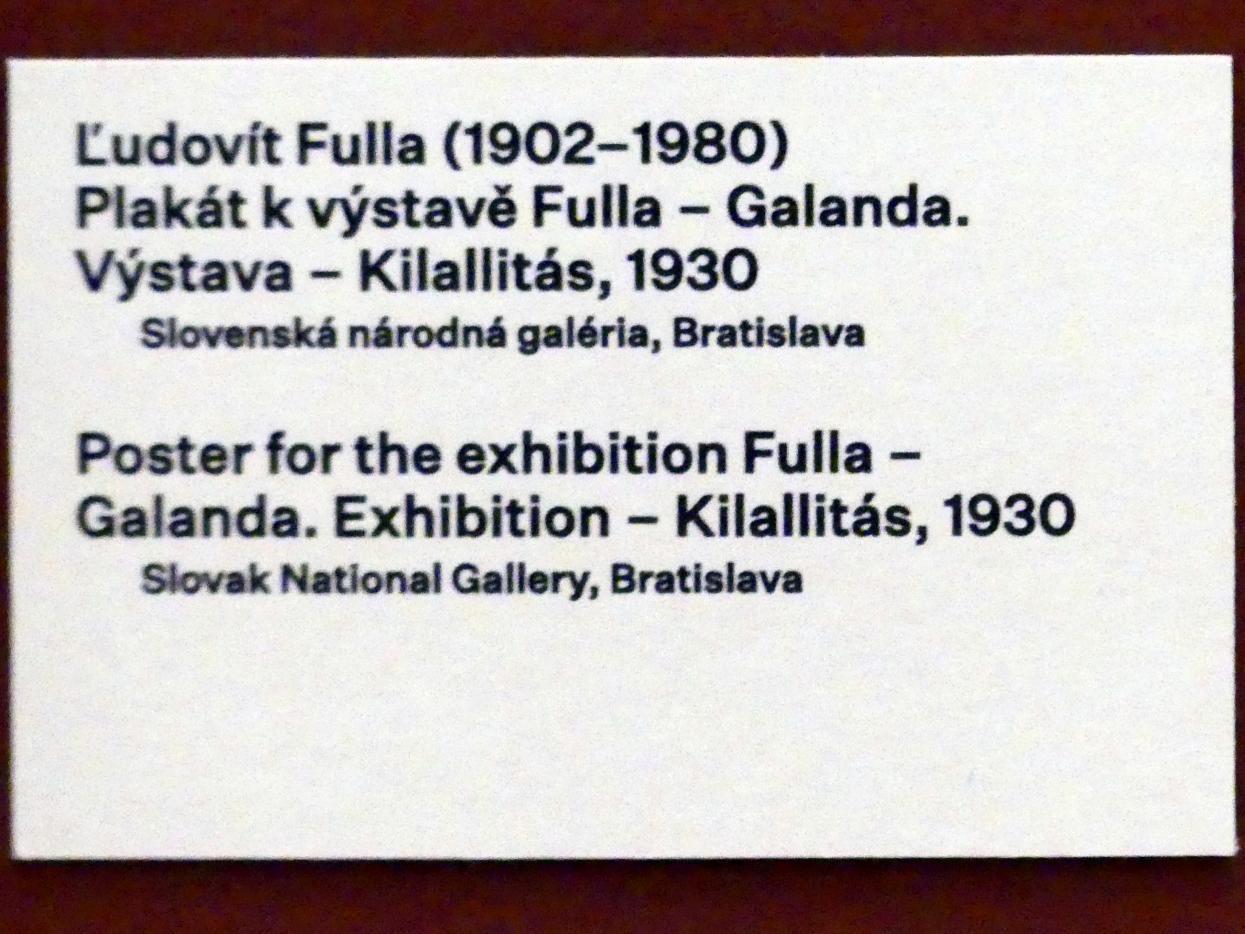 Ľudovít Fulla (1902–1980)
Plakát k výstavě Fulla – Galanda.
Výstava – Kilallitás, 1930
Slovenská národná galéria, Bratislava
Poster for the exhibition Fulla –
Galanda. Exhibition – Kilallitás, 1930
Slovak National Gallery, Bratislava